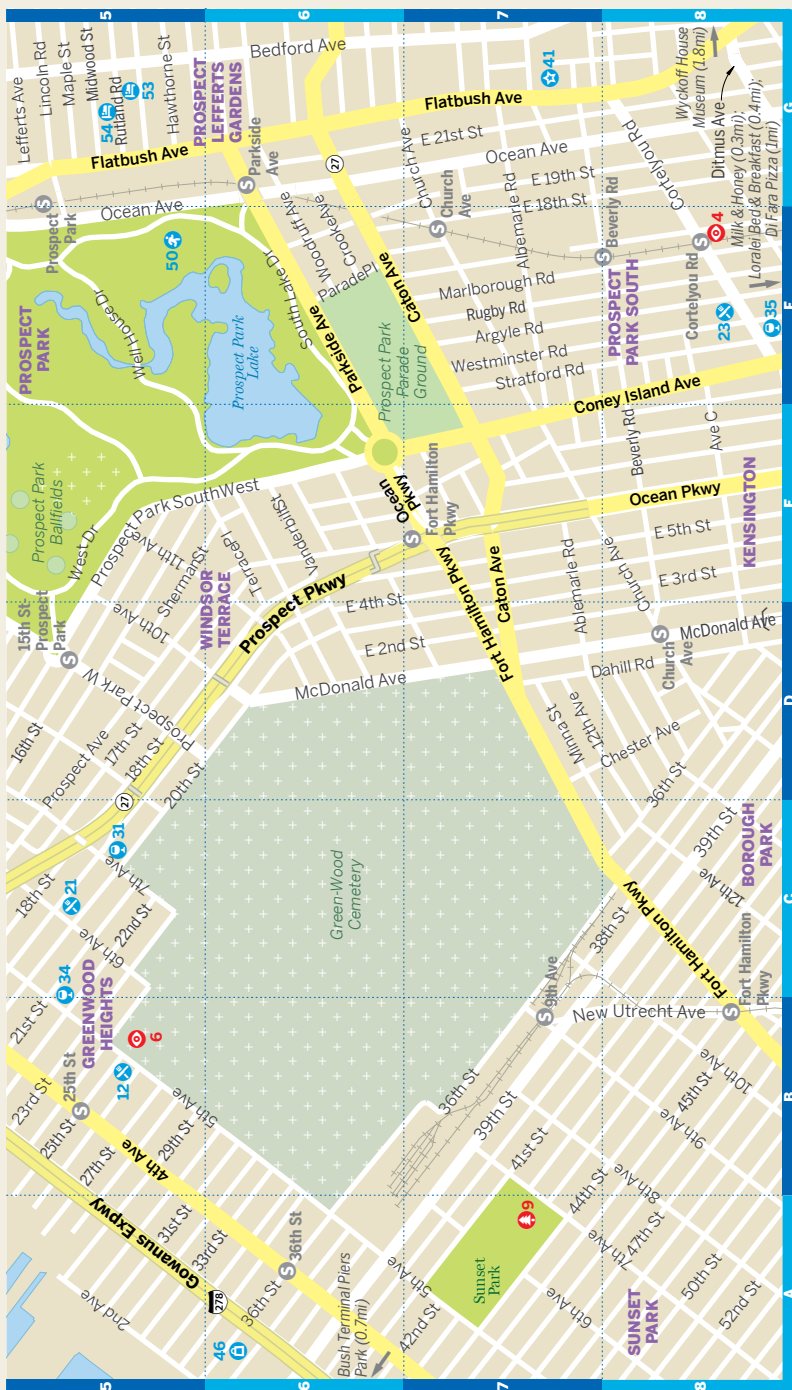 5
6
7
8
Lefferts Ave
Lincoln Rd
Maple St
Midwood St
54
Rutland Rd
53
Hawthorne St
Bedford Ave
PROSPECT
LEFFERTS
GARDENS
Flatbush Ave
Flatbush Ave
41
Wyckoff House
Museum (1.8mi)
G
Parkside
Ave
27
Church Ave
E 21st St
Ocean Ave
E 19th St
E 18th St
Albemarle Rd
Cortelyou Rd
Ditmus Ave
Milk & Honey (0.3mi);
Loralei Bed & Breakfast (0.4mi);
Di Fara Pizza (1mi)
Prospect
Park
Ocean Ave
50
Woodruff Ave
Crooke Ave
Parade Pl
Caton Ave
Church
Ave
Beverly Rd
4
Cortelyou Rd
23
35
F
PROSPECT
PARK
Well House Dr
Prospect Park
Lake
South Lake Dr
Parkside Ave
Prospect Park
Parade
Ground
Marlborough Rd
Rugby Rd
Argyle Rd
Westminster Rd
Stratford Rd
PROSPECT
PARK SOUTH
Coney Island Ave
Prospect Park
Ballfields
West Dr
Prospect Park SouthWest
11th Ave
Sherman St
Terrace Pl
Vanderbilt St
Ocean
Pkwy
Fort Hamilton
Pkwy
Beverly Rd
Ave C
Ocean Pkwy
E 5th St
E 3rd St
KENSINGTON
E
15th St-
Prospect
Park
10th Ave
WINDSOR
TERRACE
Prospect Pkwy
E 4th St
E 2nd St
Fort Hamilton Pkwy
Caton Ave
Ablemarle Rd
Church Ave
McDonald Ave
Church
Ave
Dahill Rd
D
16th St
Prospect Ave
17th St
18th St
Prospect Park W
20th St
McDonald Ave
Minna St
12th Ave
Chester Ave
36th St
27
31
7th Ave
18th St
21
6th Ave
22nd St
Green-Wood
Cemetery
38th St
39th St
12th Ave
BOROUGH
PARK
Fort Hamilton Pkwy
C
34
GREENWOOD
HEIGHTS
21st St
6
12
25th St
23rd St
25th St
27th St
29th St
5th Ave
4th Ave
9th Ave
New Utrecht Ave
Fort Hamilton
Pkwy
36th St
39th St
41st St
10th Ave
45th St
9th Ave
8th Ave
B
Gowanus Expwy
31st St
33rd St
36th St
278
36th St
2nd Ave
46
Bush Terminal Piers
Park (0.7mi)
5th Ave
42nd St
Sunset
Park
9
44th St
7th Ave
47th St
6th Ave
50th St
52nd St
SUNSET
PARK
A
5
6
7
8